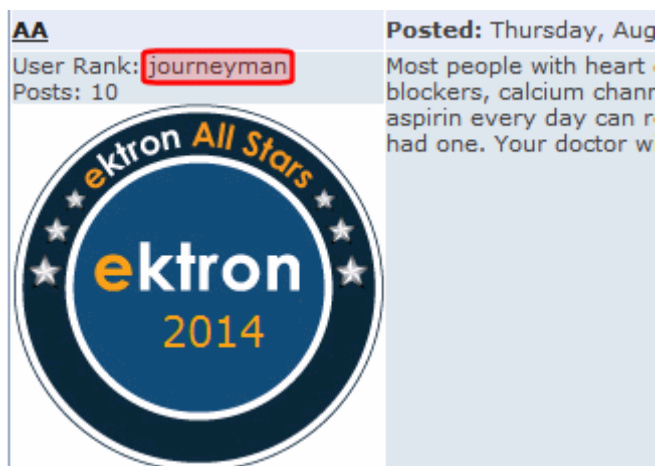 AA
User Rank: journeyman
Posts: 10
ektron All Stars
ektron
2014
Posted: Thursday, Aug
Most people with heart
blockers, calcium chann
aspirin every day can r
had one. Your doctor w